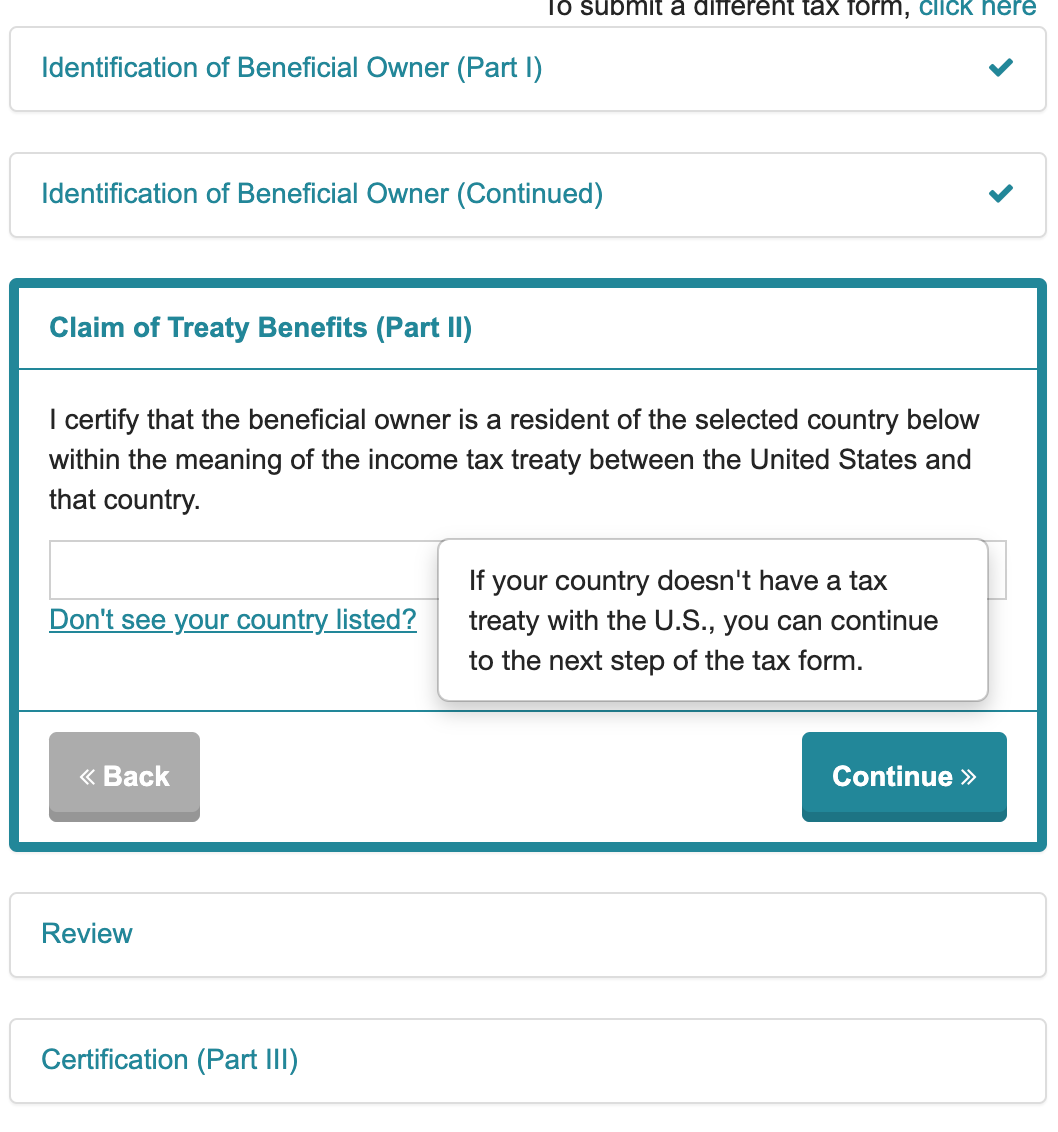 To submit a different tax form, click here
Identification of Beneficial Owner (Part I)
Identification of Beneficial Owner (Continued)
Claim of Treaty Benefits (Part II)
I certify that the beneficial owner is a resident of the selected country below
within the meaning of the income tax treaty between the United States and
that country.
If your country doesn't have a tax
treaty with the U.S., you can continue
to the next step of the tax form.
Don't see your country listed?
« Back
Continue »
Review
Certification (Part III)